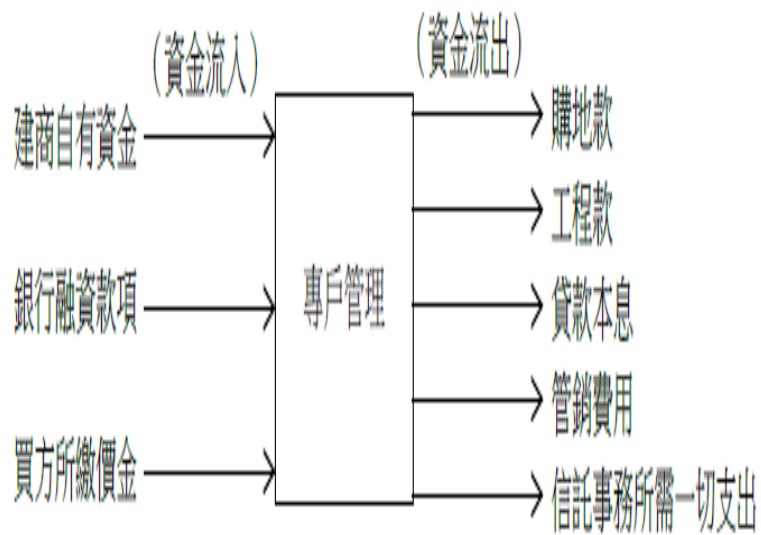 （資金流入）
（資金流出）
建商自有資金
銀行融資款項
買方所繳價金
專戶管理
購地款
工程款
貸款本息
管銷費用
信託事務所需一切支出